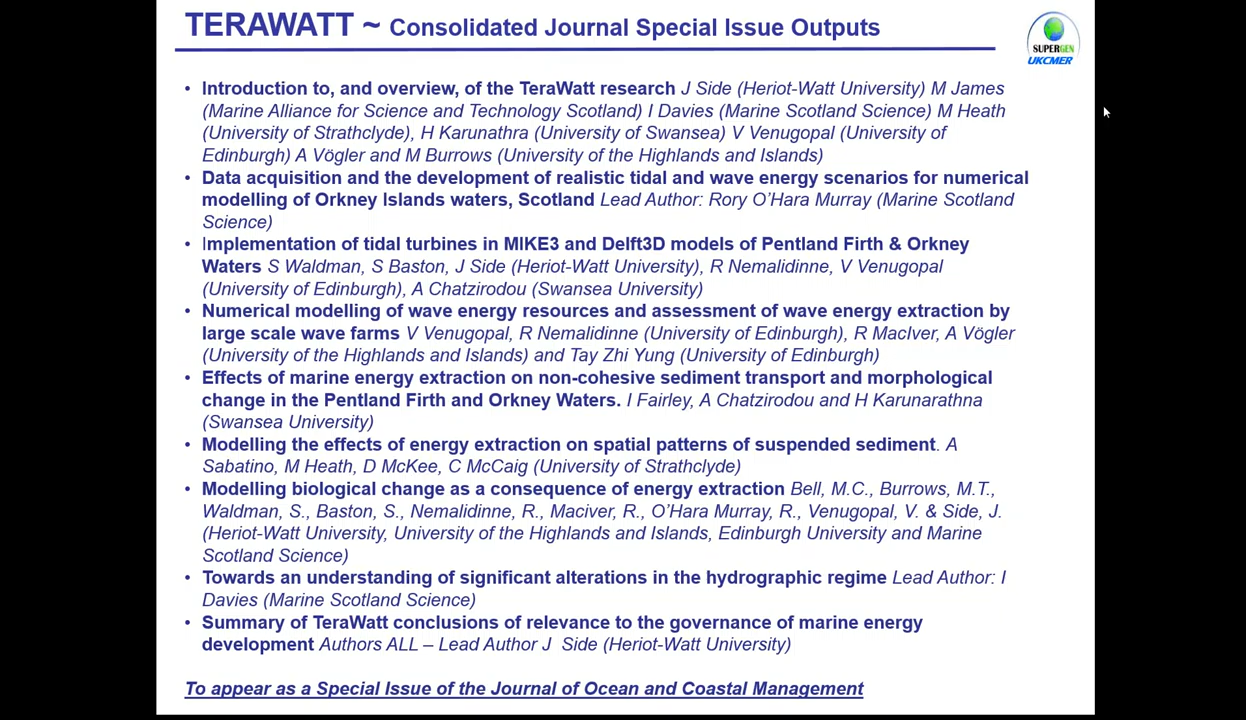 TERAWATT ~ Consolidated Journal Special Issue Outputs
SUPERGEN
UKCMER
• Introduction to, and overview, of the TeraWatt research J Side (Heriot-Watt University) M James
(Marine Alliance for Science and Technology Scotland) I Davies (Marine Scotland Science) M Heath
(University of Strathclyde), H Karunathra (University of Swansea) V Venugopal (University of
Edinburgh) A Vögler and M Burrows (University of the Highlands and Islands)
• Data acquisition and the development of realistic tidal and wave energy scenarios for numerical
modelling of Orkney Islands waters, Scotland Lead Author: Rory O’Hara Murray (Marine Scotland
Science)
• Implementation of tidal turbines in MIKE3 and Delft3D models of Pentland Firth & Orkney
Waters S Waldman, S Baston, J Side (Heriot-Watt University), R Nemalidinne, V Venugopal
(University of Edinburgh), A Chatzirodou (Swansea University)
• Numerical modelling of wave energy resources and assessment of wave energy extraction by
large scale wave farms V Venugopal, R Nemalidinne (University of Edinburgh), R MacIver, A Vögler
(University of the Highlands and Islands) and Tay Zhi Yung (University of Edinburgh)
• Effects of marine energy extraction on non-cohesive sediment transport and morphological
change in the Pentland Firth and Orkney Waters. I Fairley, A Chatzirodou and H Karunarathna
(Swansea University)
• Modelling the effects of energy extraction on spatial patterns of suspended sediment. A
Sabatino, M Heath, D McKee, C McCaig (University of Strathclyde)
• Modelling biological change as a consequence of energy extraction Bell, M.C., Burrows, M.T.,
Waldman, S., Baston, S., Nemalidinne, R., Maciver, R., O’Hara Murray, R., Venugopal, V. & Side, J.
(Heriot-Watt University, University of the Highlands and Islands, Edinburgh University and Marine
Scotland Science)
• Towards an understanding of significant alterations in the hydrographic regime Lead Author: I
Davies (Marine Scotland Science)
• Summary of TeraWatt conclusions of relevance to the governance of marine energy
development Authors ALL – Lead Author J Side (Heriot-Watt University)
To appear as a Special Issue of the Journal of Ocean and Coastal Management